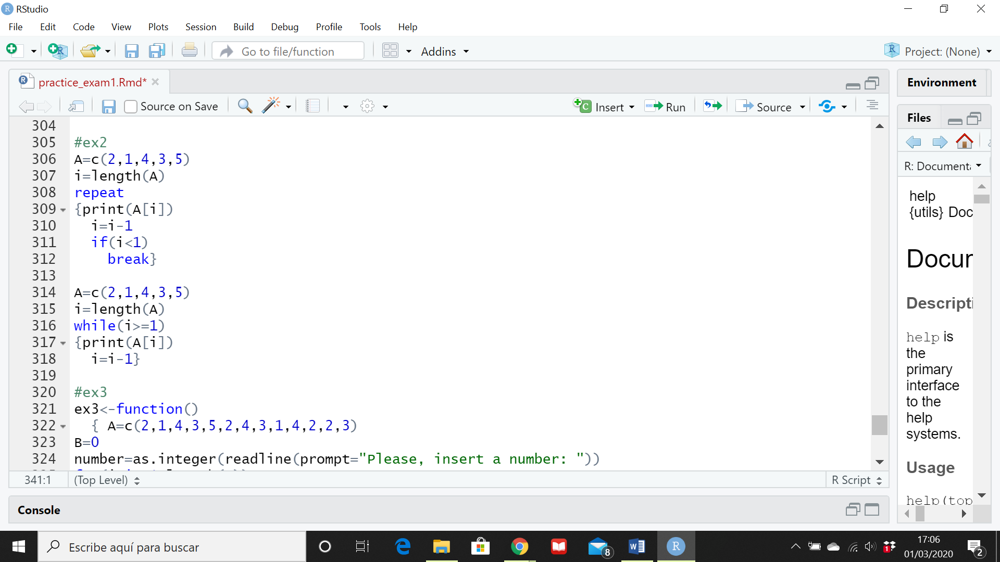 RStudio
File Edit Code View Plots Session Build Debug Profile Tools Help
Go to file/function Addins Project: (None)
practice_exam1.Rmd*
Source on Save Insert Run Source
304
305 #ex2
306 A=c(2,1,4,3,5)
307 i=length(A)
308 repeat
309 {print(A[i])
310 i=i-1
311 if(i<1)
312 break}
313
314 A=c(2,1,4,3,5)
315 i=length(A)
316 while(i>=1)
317 {print(A[i])
318 i=i-1}
319
320 #ex3
321 ex3<-function()
322 { A=c(2,1,4,3,5,2,4,3,1,4,2,2,3)
323 B=0
324 number=as.integer(readline(prompt="Please, insert a number: "))
341:1 (Top Level) R Script
Console
Environment
Files
R: Document
help
{utils} Doc
Docu
Descripti
help is
the
primary
interface
to the
help
systems.
Usage
help(top
Escribe aquí para buscar
8
1
17:06
01/03/2020
2